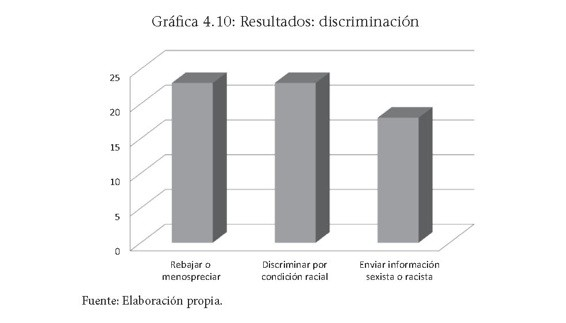 Gráfica 4.10: Resultados: discriminación
25
20
15
10
5
0
Rebajar o
menospreciar
Discriminar por
condición racial
Enviar información
sexista o racista
Fuente: Elaboración propia.